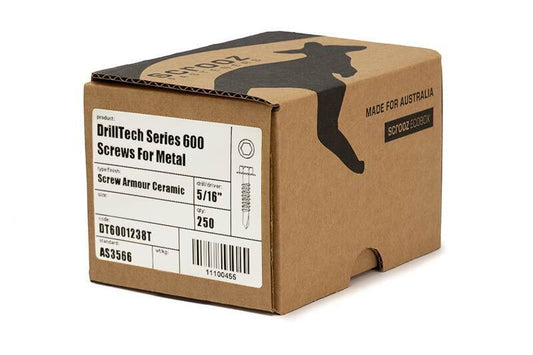 scrooz
FASTENERS
MADE FOR AUSTRALIA
scrooz ECOBOX
product:
DrillTech Series 600
Screws For Metal
type/finish:
Screw Armour Ceramic
drill/driver:
5/16"
size:
qty:
250
code:
DT6001238T
standard:
AS3566
wt/kg:
11100455